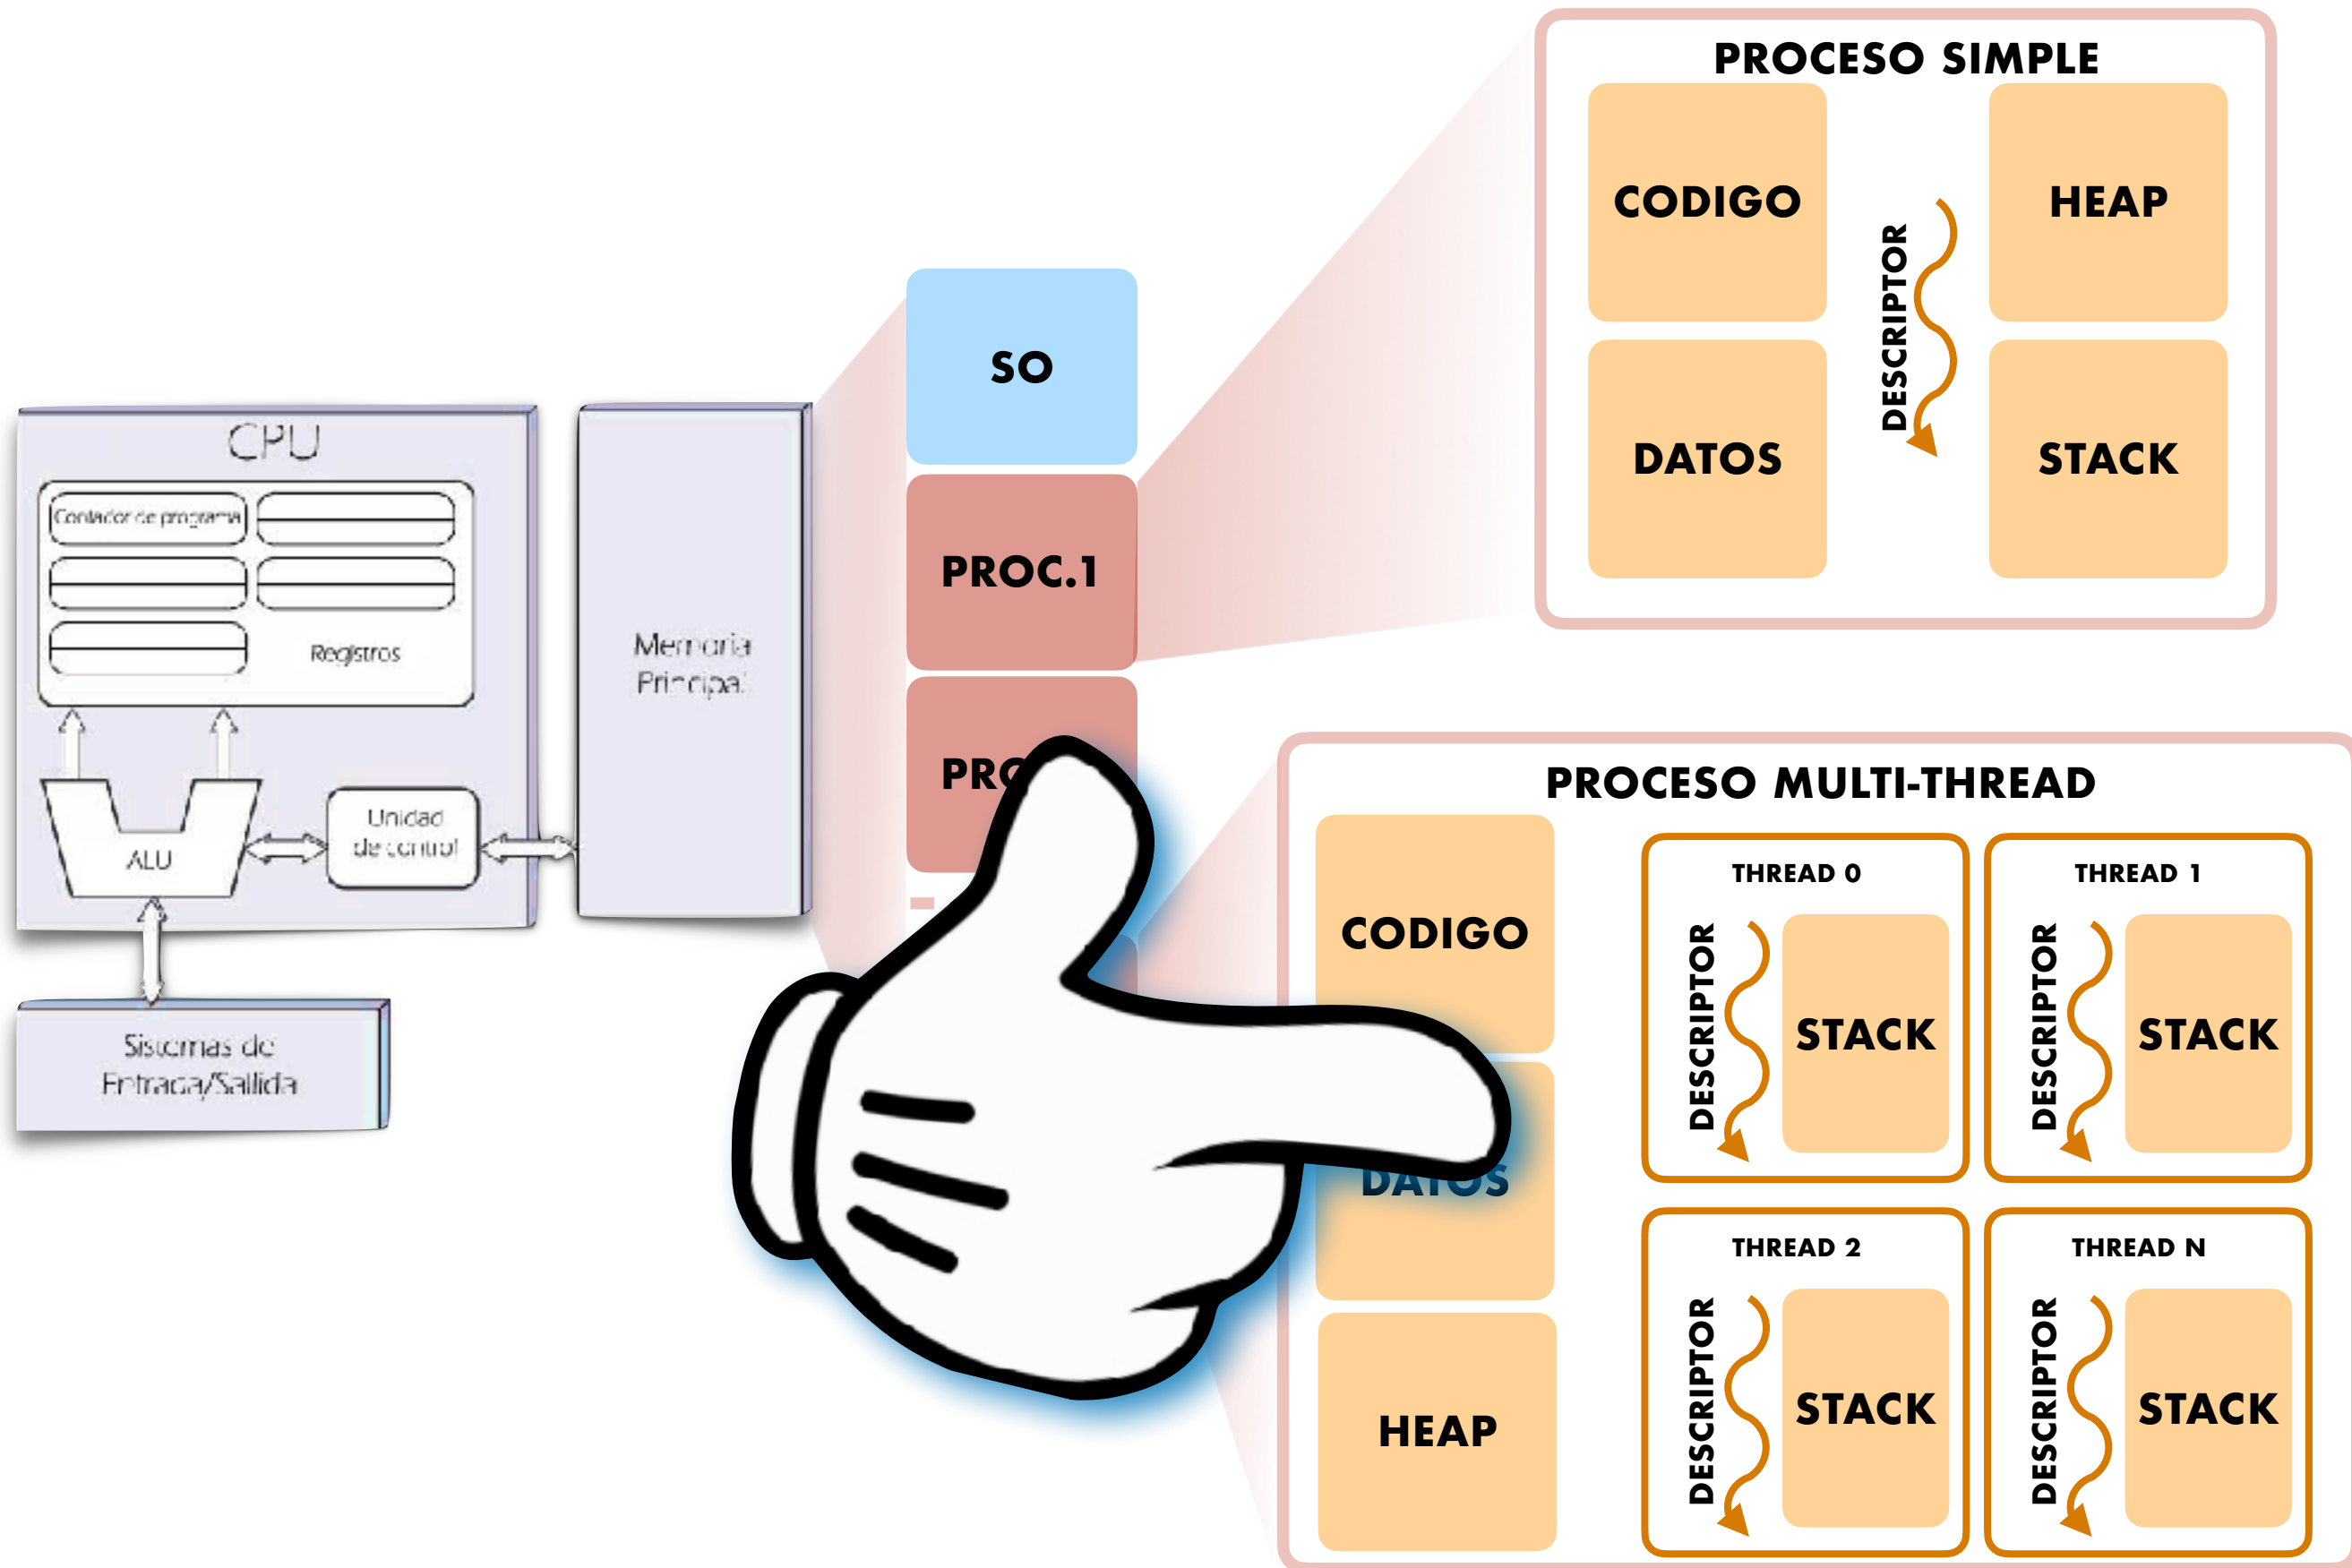 CPU
Contador de programa
Registros
ALU
Unidad
de control
Memoria
Principal
Sistemas de
Entrada/Sallida
SO
PROC.1
PROCESO SIMPLE
CODIGO
HEAP
DESCRIPTOR
DATOS
STACK
PROCESO MULTI-THREAD
CODIGO
DATOS
HEAP
THREAD 0
DESCRIPTOR
STACK
THREAD 1
DESCRIPTOR
STACK
THREAD 2
DESCRIPTOR
STACK
THREAD N
DESCRIPTOR
STACK